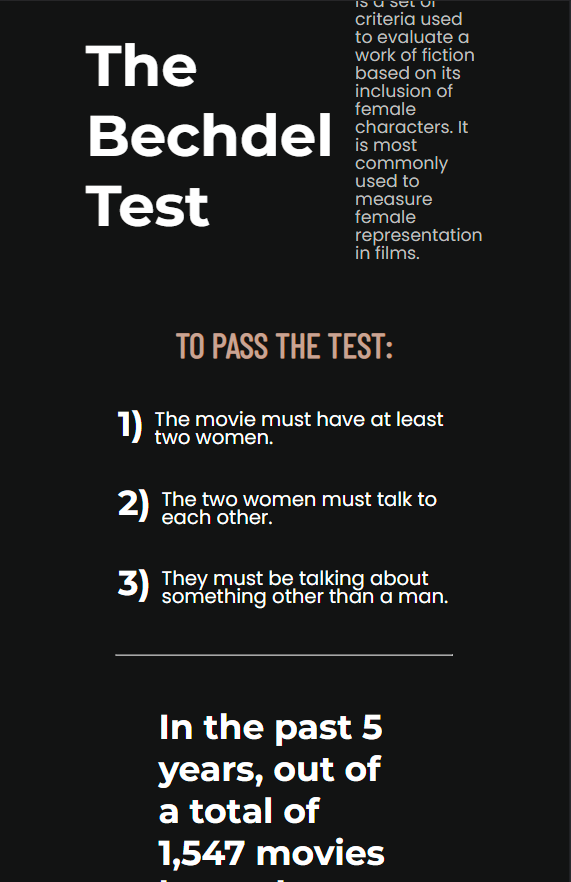 The
Bechdel
Test
is a set of
criteria used
to evaluate a
work of fiction
based on its
inclusion of
female
characters. It
is most
commonly
used to
measure
female
representation
in films.
TO PASS THE TEST:
1) The movie must have at least
two women.
2) The two women must talk to
each other.
3) They must be talking about
something other than a man.
In the past 5
years, out of
a total of
1,547 movies